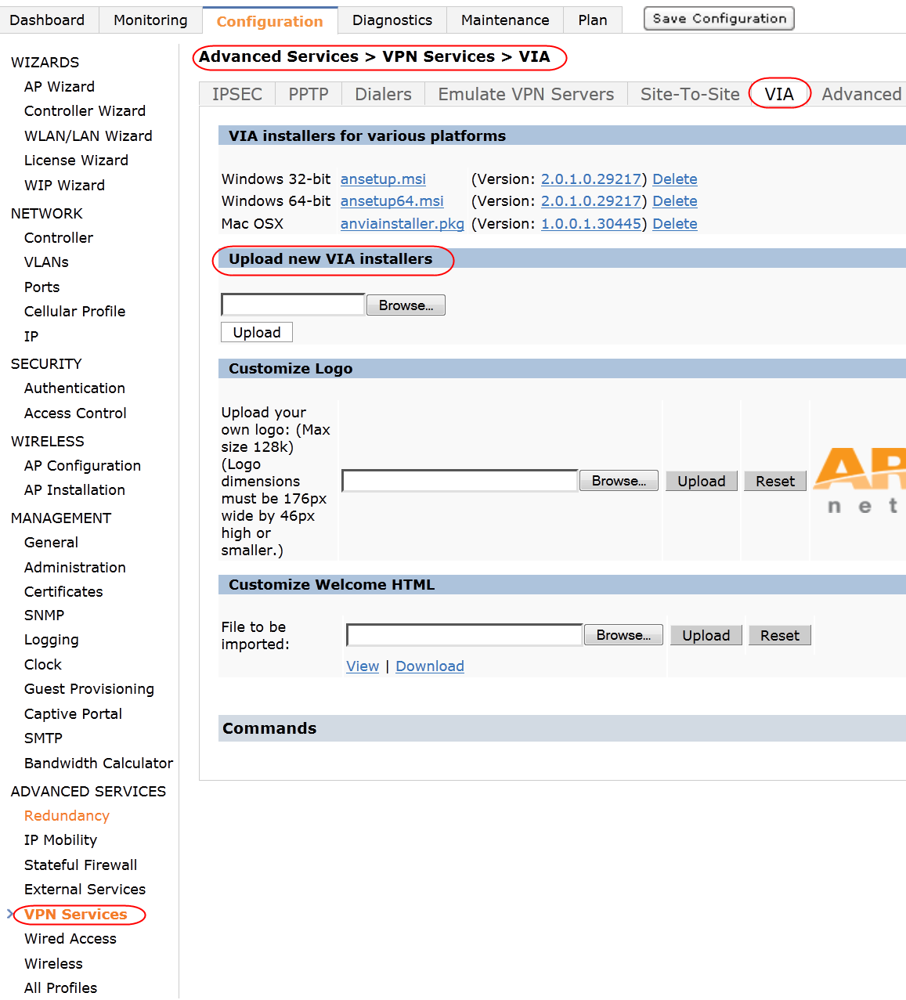 Dashboard Monitoring Configuration Diagnostics Maintenance Plan Save Configuration
WIZARDS
AP Wizard
Controller Wizard
WLAN/LAN Wizard
License Wizard
WIP Wizard
NETWORK
Controller
VLANs
Ports
Cellular Profile
IP
SECURITY
Authentication
Access Control
WIRELESS
AP Configuration
AP Installation
MANAGEMENT
General
Administration
Certificates
SNMP
Logging
Clock
Guest Provisioning
Captive Portal
SMTP
Bandwidth Calculator
ADVANCED SERVICES
Redundancy
IP Mobility
Stateful Firewall
External Services
VPN Services
Wired Access
Wireless
All Profiles
Advanced Services > VPN Services > VIA
IPSEC PPTP Dialers Emulate VPN Servers Site-To-Site VIA Advanced
VIA installers for various platforms
Windows 32-bit ansetup.msi (Version: 2.0.1.0.29217) Delete
Windows 64-bit ansetup64.msi (Version: 2.0.1.0.29217) Delete
Mac OSX anviainstaller.pkg (Version: 1.0.0.1.30445) Delete
Upload new VIA installers
Browse...
Upload
Customize Logo
Upload your
own logo: (Max
size 128k)
(Logo
dimensions
must be 176px
wide by 46px
high or
smaller.)
Browse... Upload Reset
AR
net
Customize Welcome HTML
File to be
imported:
Browse... Upload Reset
View | Download
Commands